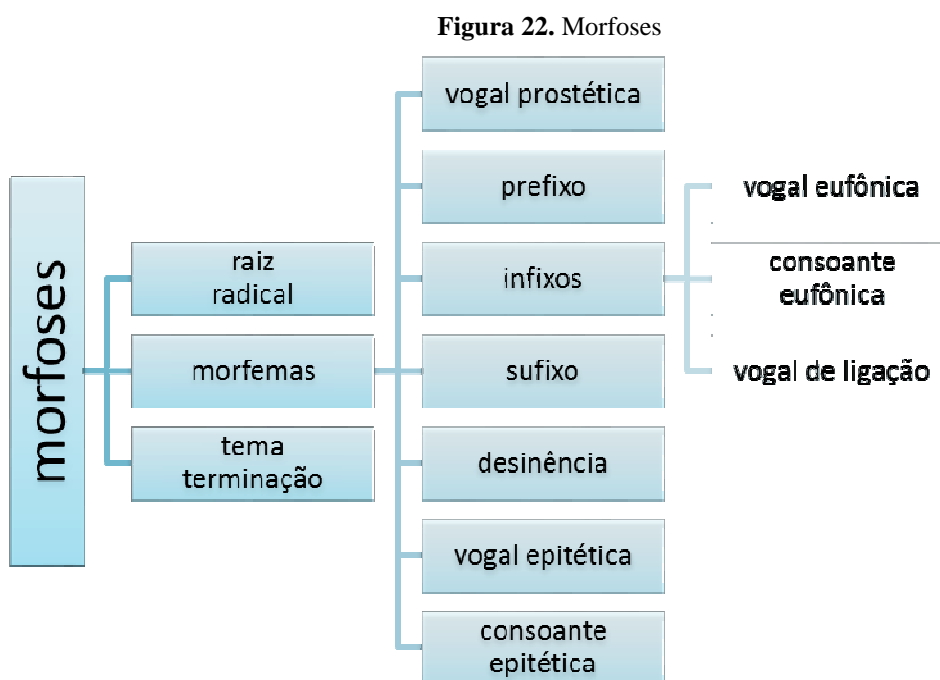 Figura 22. Morfoses
morfoses
raiz
radical
morfemas
tema
terminação
vogal prostética
prefixo
infixos
sufixo
desinência
vogal epitética
consoante
epitética
vogal eufônica
consoante
eufônica
vogal de ligação